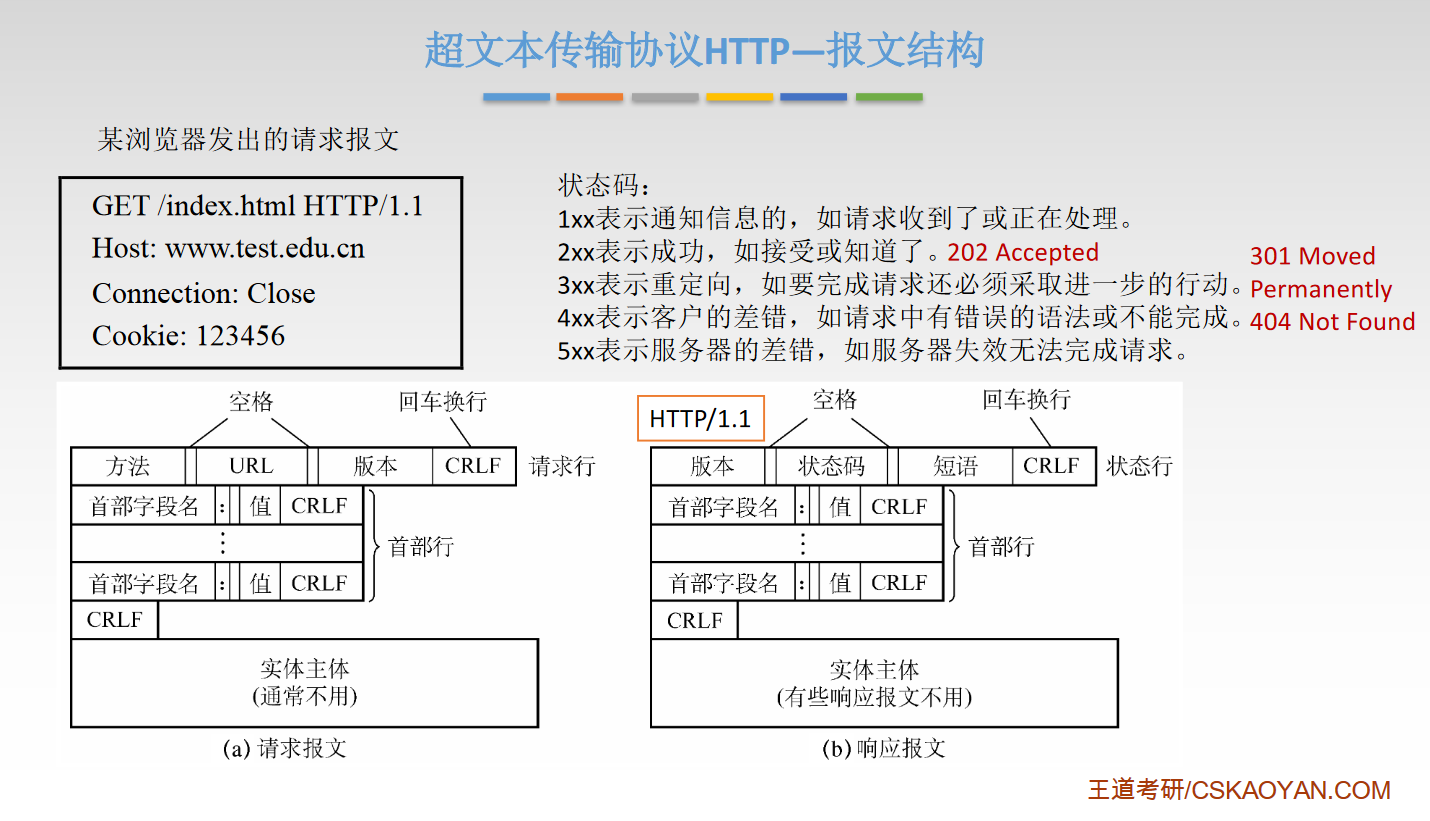 超文本传输协议HTTP—报文结构
某浏览器发出的请求报文
GET /index.html HTTP/1.1
Host: www.test.edu.cn
Connection: Close
Cookie: 123456
状态码：
1xx表示通知信息的，如请求收到了或正在处理。
2xx表示成功，如接受或知道了。202 Accepted
3xx表示重定向，如要完成请求还必须采取进一步的行动。
301 Moved
Permanently
4xx表示客户的差错，如请求中有错误的语法或不能完成。404 Not Found
5xx表示服务器的差错，如服务器失效无法完成请求。
空格 回车换行
方法 URL 版本 CRLF 请求行
首部字段名 : 值 CRLF
⋮ 首部行
首部字段名 : 值 CRLF
CRLF
实体主体
(通常不用)
(a) 请求报文
HTTP/1.1 空格 回车换行
版本 状态码 短语 CRLF 状态行
首部字段名 : 值 CRLF
⋮ 首部行
首部字段名 : 值 CRLF
CRLF
实体主体
(有些响应报文不用)
(b) 响应报文
王道考研/CSKAOYAN.COM